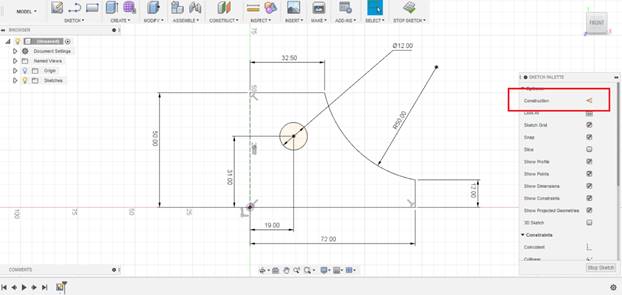 MODEL
SKETCH
CREATE
MODIFY
ASSEMBLE
CONSTRUCT
INSPECT
INSERT
MAKE
ADD-INS
SELECT
STOP SKETCH
BROWSER
(Unsaved)
Document Settings
Named Views
Origin
Sketches
FRONT
75
50
32.50
Ø12.00
R50.00
50.00
31.00
12.00
19.00
72.00
100
75
50
25
SKETCH PALETTE
Options
Construction
Look At
Sketch Grid
Snap
Slice
Show Profile
Show Points
Show Dimensions
Show Constraints
Show Projected Geometries
3D Sketch
Constraints
Coincident
Collinear
Stop Sketch
COMMENTS